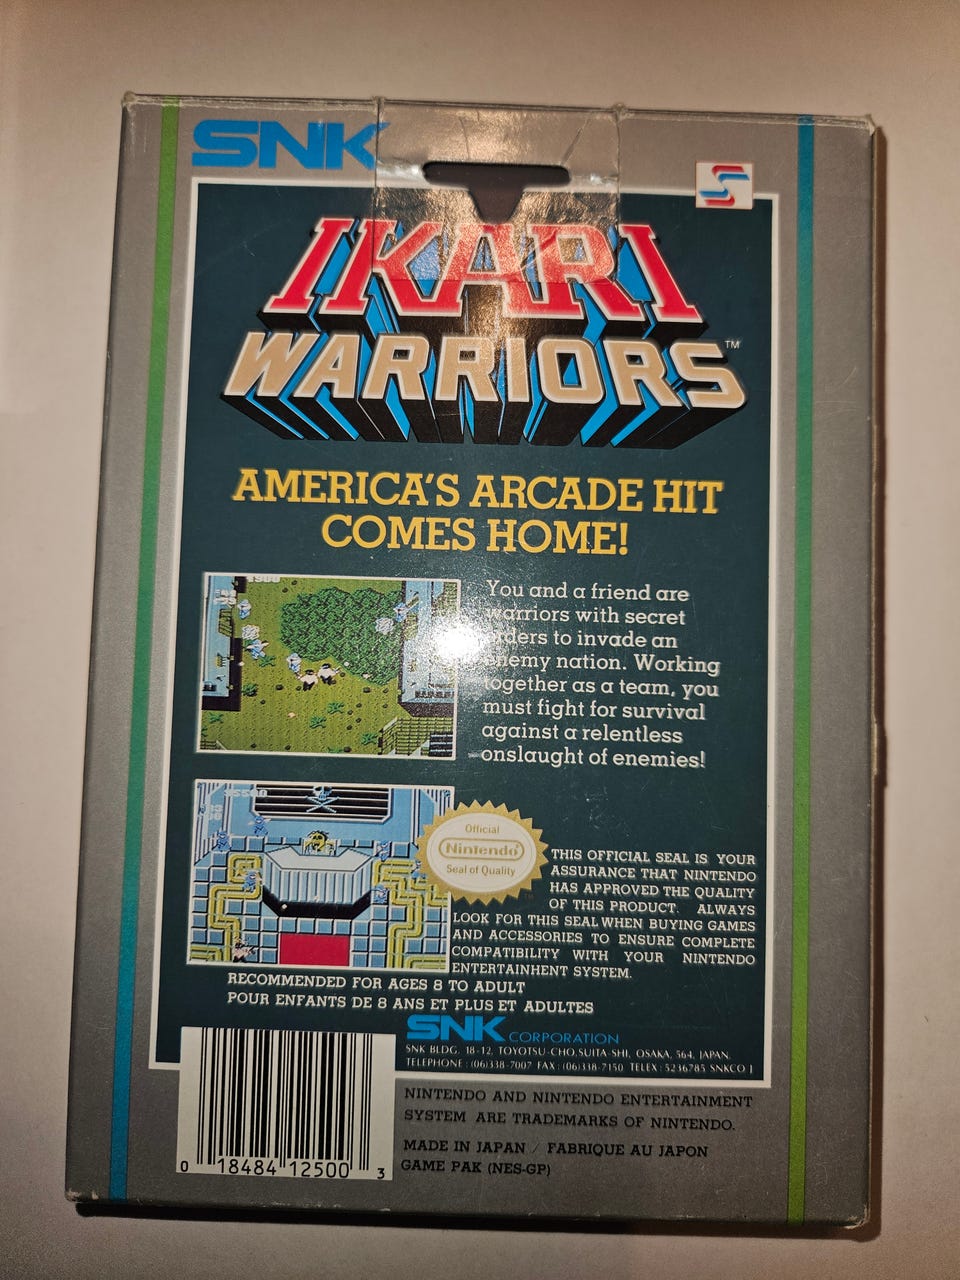 SNK
S
IKARI
WARRIORS™
AMERICA'S ARCADE HIT
COMES HOME!
You and a friend are
warriors with secret
orders to invade an
enemy nation. Working
together as a team, you
must fight for survival
against a relentless
onslaught of enemies!
Official
Nintendo
Seal of Quality
THIS OFFICIAL SEAL IS YOUR
ASSURANCE THAT NINTENDO
HAS APPROVED THE QUALITY
OF THIS PRODUCT. ALWAYS
LOOK FOR THIS SEAL WHEN BUYING GAMES
AND ACCESSORIES TO ENSURE COMPLETE
COMPATIBILITY WITH YOUR NINTENDO
ENTERTAINHENT SYSTEM.
RECOMMENDED FOR AGES 8 TO ADULT
POUR ENFANTS DE 8 ANS ET PLUS ET ADULTES
SNK CORPORATION
SNK BLDG. 18-12, TOYOTSU-CHO,SUITA-SHI, OSAKA, 564, JAPAN.
TELEPHONE : (06)338-7007 FAX : (06)338-7150 TELEX : 5236785 SNKCO J
NINTENDO AND NINTENDO ENTERTAINMENT
SYSTEM ARE TRADEMARKS OF NINTENDO.
MADE IN JAPAN / FABRIQUE AU JAPON
GAME PAK (NES-GP)
0 18484 12500 3